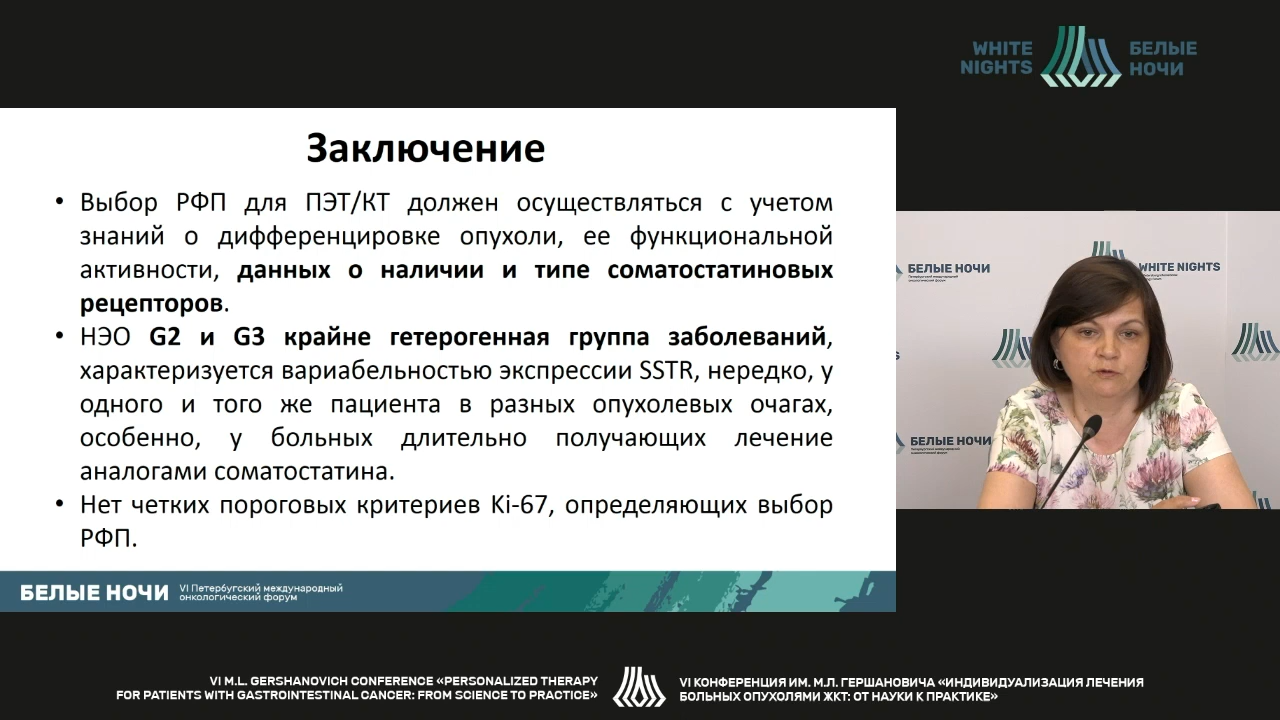 WHITE
NIGHTS
БЕЛЫЕ
НОЧИ
Заключение
• Выбор РФП для ПЭТ/КТ должен осуществляться с учетом
знаний о дифференцировке опухоли, ее функциональной
активности, данных о наличии и типе соматостатиновых
рецепторов.
• НЭО G2 и G3 крайне гетерогенная группа заболеваний,
характеризуется вариабельностью экспрессии SSTR, нередко, у
одного и того же пациента в разных опухолевых очагах,
особенно, у больных длительно получающих лечение
аналогами соматостатина.
• Нет четких пороговых критериев Ki-67, определяющих выбор
РФП.
БЕЛЫЕ НОЧИ
VI Петербургский международный
онкологический форум
БЕЛЫЕ НОЧИ
WHITE NIGHTS
БЕЛЫЕ НОЧИ
VI M.L. GERSHANOVICH CONFERENCE «PERSONALIZED THERAPY
FOR PATIENTS WITH GASTROINTESTINAL CANCER: FROM SCIENCE TO PRACTICE»
VI КОНФЕРЕНЦИЯ ИМ. М.Л. ГЕРШАНОВИЧА «ИНДИВИДУАЛИЗАЦИЯ ЛЕЧЕНИЯ
БОЛЬНЫХ ОПУХОЛЯМИ ЖКТ: ОТ НАУКИ К ПРАКТИКЕ»